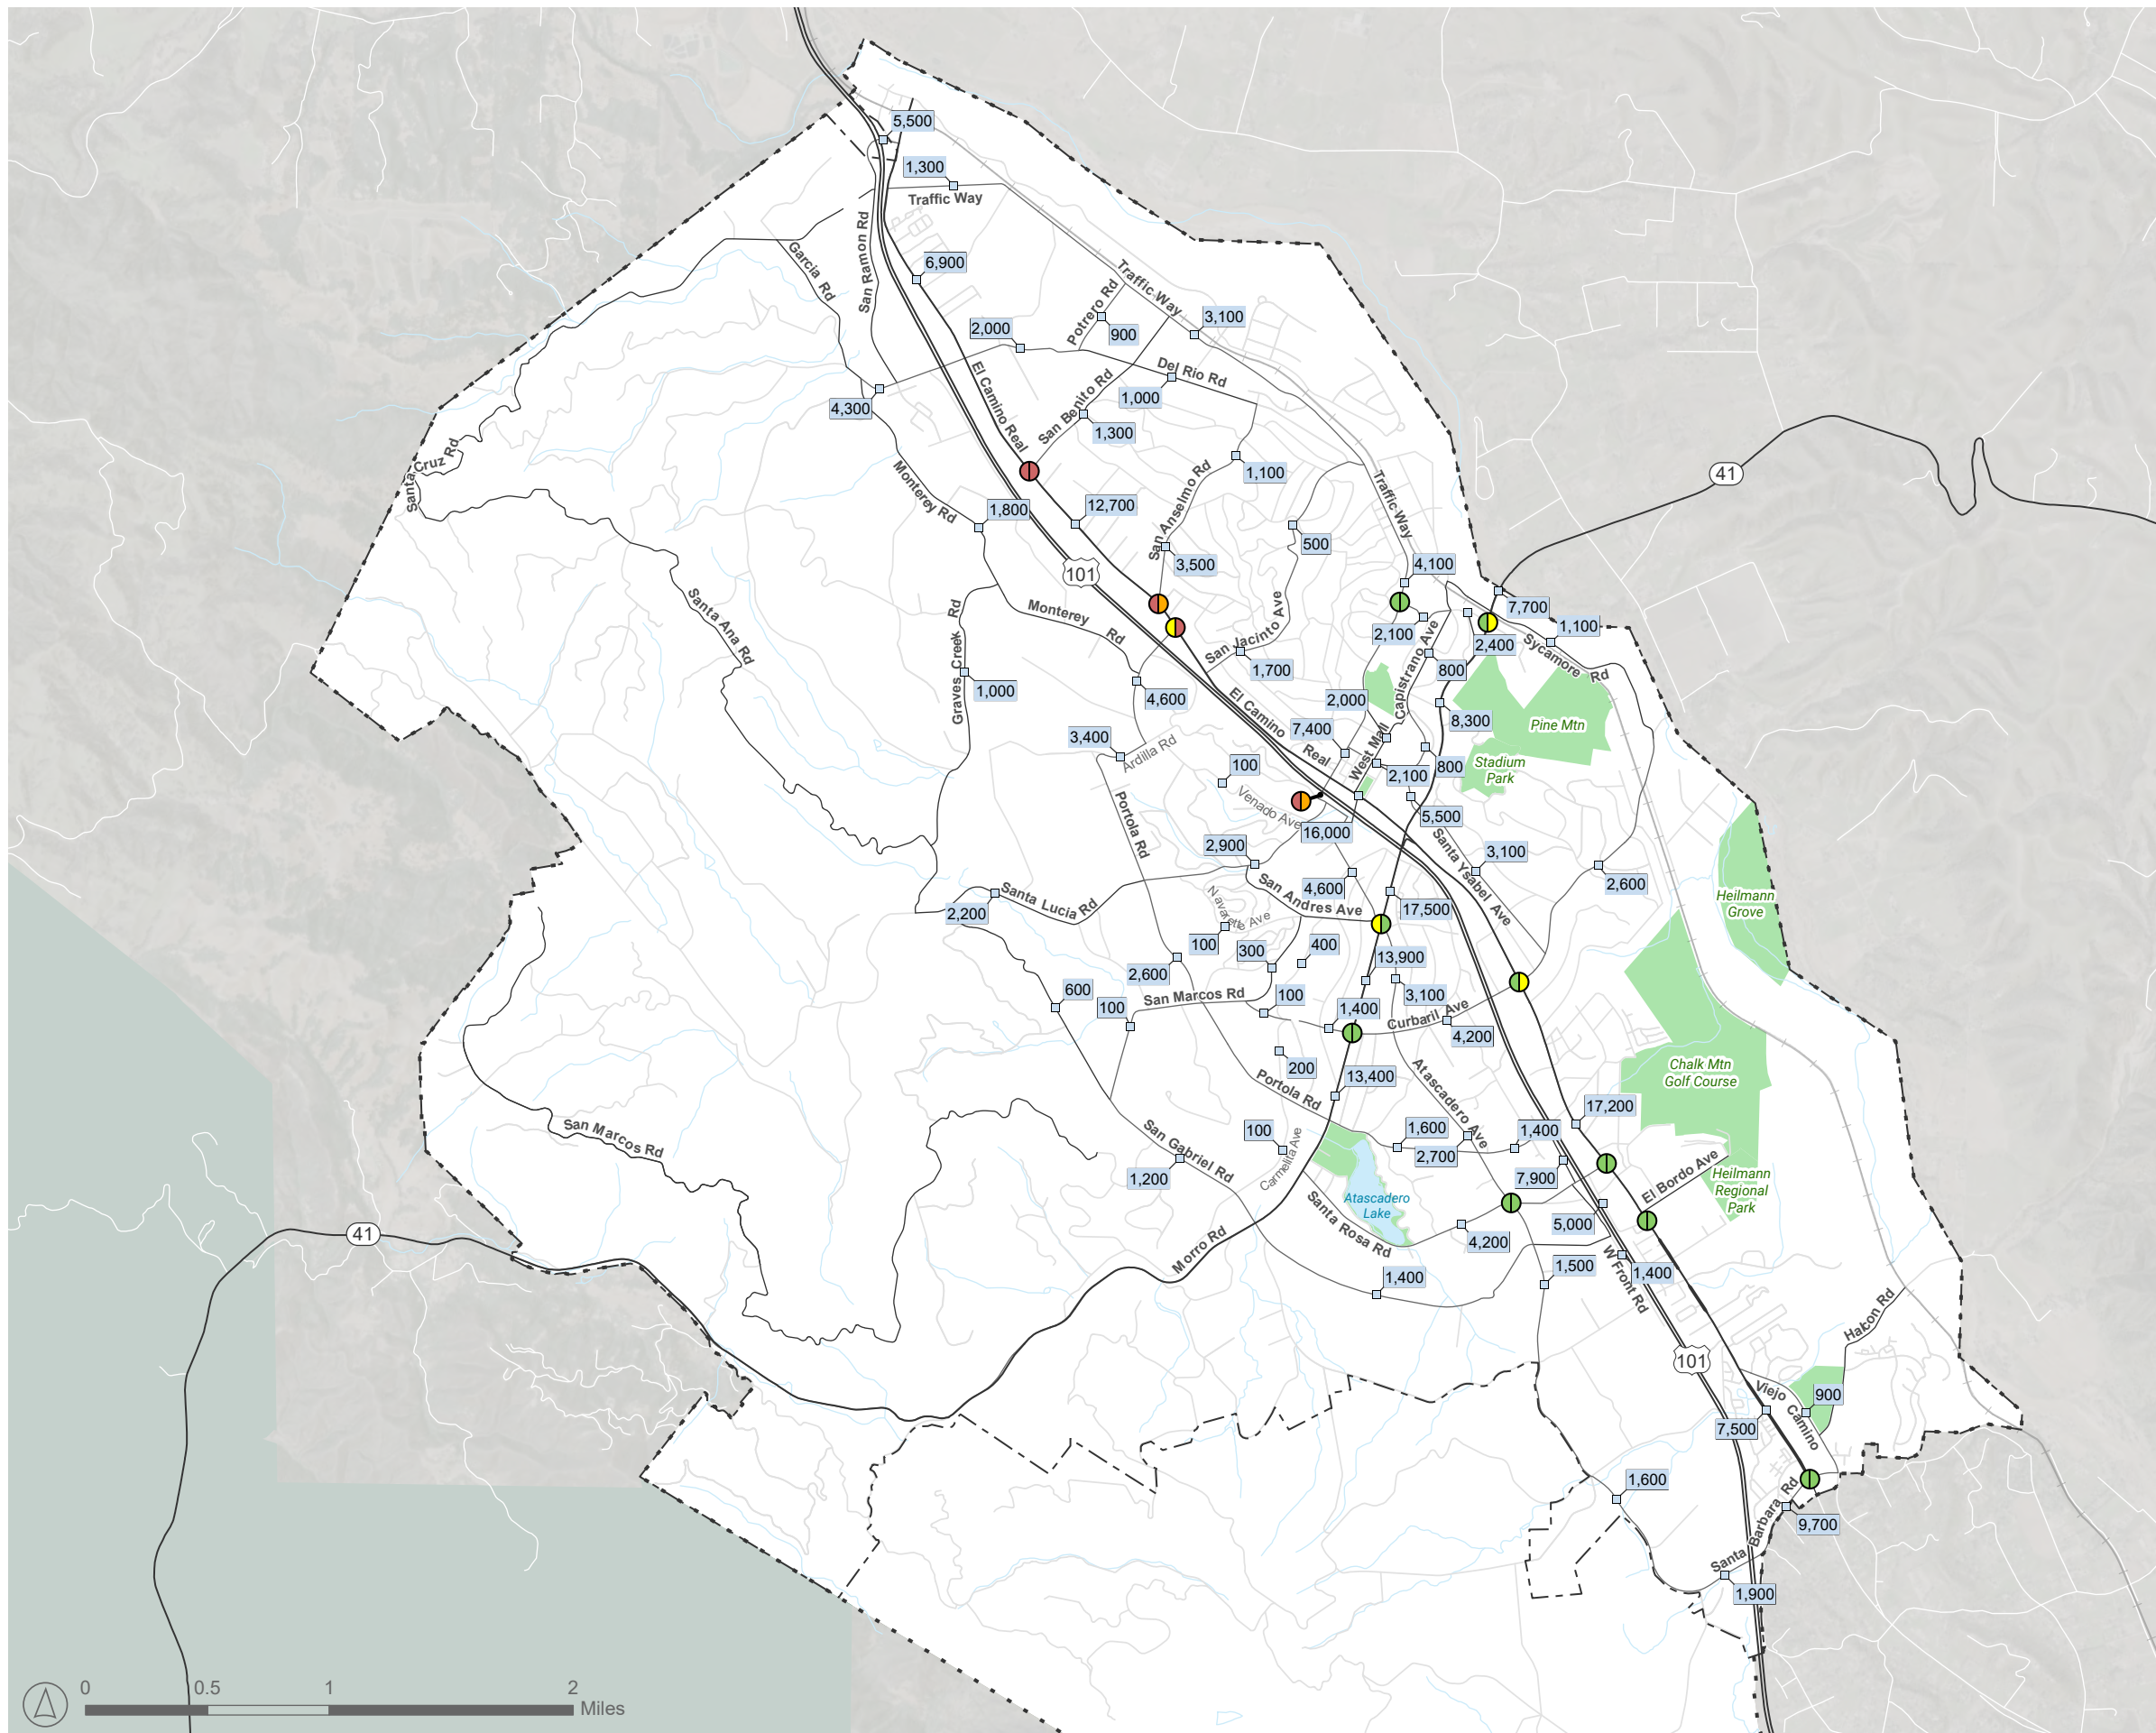 5,500
1,300
Traffic Way
San Ramon Rd
Garcia Rd
6,900
Traffic Way
Potrero Rd
3,100
2,000
900
El Camino Real
Del Rio Rd
1,000
San Benito Rd
4,300
1,300
Santa Cruz Rd
1,100
San Anselmo Rd
Monterey Rd
Traffic Way
41
1,800
12,700
500
3,500
101
4,100
Santa Ana Rd
Graves Creek Rd
Monterey Rd
7,700
1,100
San Jacinto Ave
2,100
Capistrano Ave
2,400
Sycamore Rd
1,700
800
1,000
4,600
El Camino Real
2,000
8,300
Pine Mtn
7,400
3,400
Ardilla Rd
West Mall
Stadium
Park
100
2,100
800
Venado Ave
Portola Rd
16,000
5,500
Santa Ysabel Ave
2,900
3,100
2,600
4,600
San Andres Ave
Heilmann
Grove
2,200
Santa Lucia Rd
Navarette Ave
17,500
100
300
400
13,900
2,600
600
100
San Marcos Rd
100
1,400
3,100
Curbaril Ave
4,200
200
13,400
Portola Rd
Atascadero Ave
Chalk Mtn
Golf Course
17,200
San Marcos Rd
San Gabriel Rd
100
Carmelita Ave
1,600
2,700
1,400
1,200
7,900
El Bordo Ave
Heilmann
Regional
Park
Atascadero
Lake
Santa Rosa Rd
5,000
41
Morro Rd
4,200
1,400
1,500
W Front Rd
1,400
Halcon Rd
101
Viejo Camino
900
7,500
1,600
Santa Barbara Rd
9,700
1,900
0 0.5 1 2
Miles